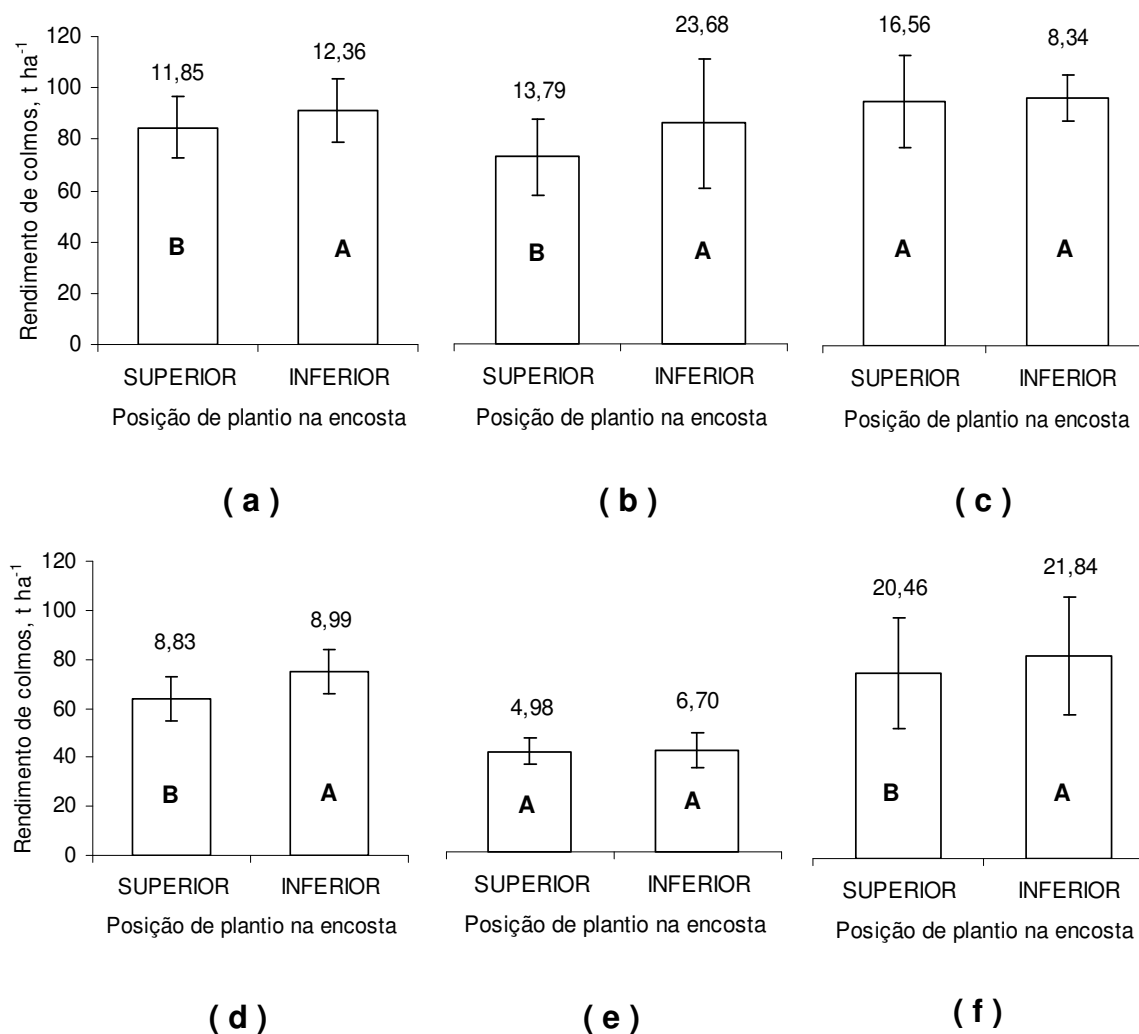 Rendimento de colmos, t ha⁻¹
120
100
80
60
40
20
0
11,85
12,36
B
A
SUPERIOR INFERIOR
Posição de plantio na encosta
( a )
13,79
23,68
B
A
SUPERIOR INFERIOR
Posição de plantio na encosta
( b )
16,56
8,34
A
A
SUPERIOR INFERIOR
Posição de plantio na encosta
( c )
Rendimento de colmos, t ha⁻¹
120
100
80
60
40
20
0
8,83
8,99
B
A
SUPERIOR INFERIOR
Posição de plantio na encosta
( d )
4,98
6,70
A
A
SUPERIOR INFERIOR
Posição de plantio na encosta
( e )
20,46
21,84
B
A
SUPERIOR INFERIOR
Posição de plantio na encosta
( f )